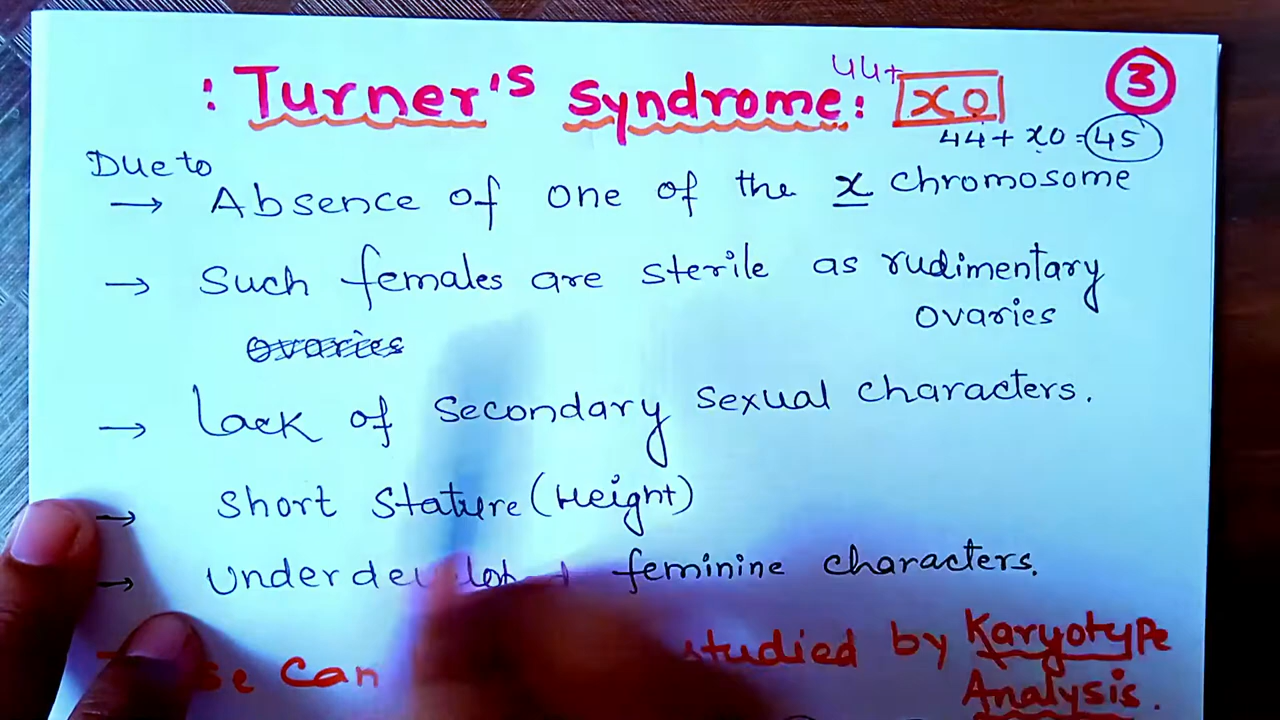 : Turner's Syndrome: 44+ XO ③
44 + XO = 45
Due to
→ Absence of one of the X chromosome
→ Such females are sterile as rudimentary
ovaries
ovaries
→ Lack of Secondary Sexual characters.
→ Short Stature (Height)
→ feminine characters.
Can studied by Karyotype
Analysis.